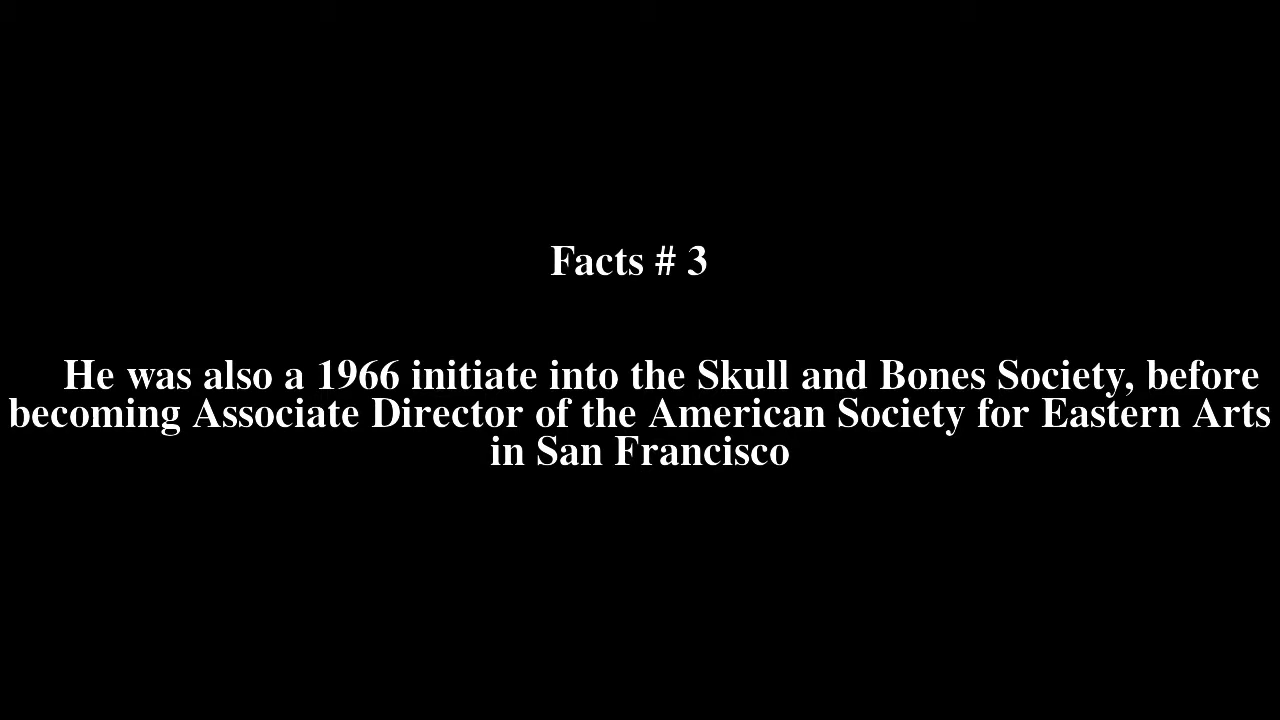 Facts # 3
He was also a 1966 initiate into the Skull and Bones Society, before
becoming Associate Director of the American Society for Eastern Arts
in San Francisco